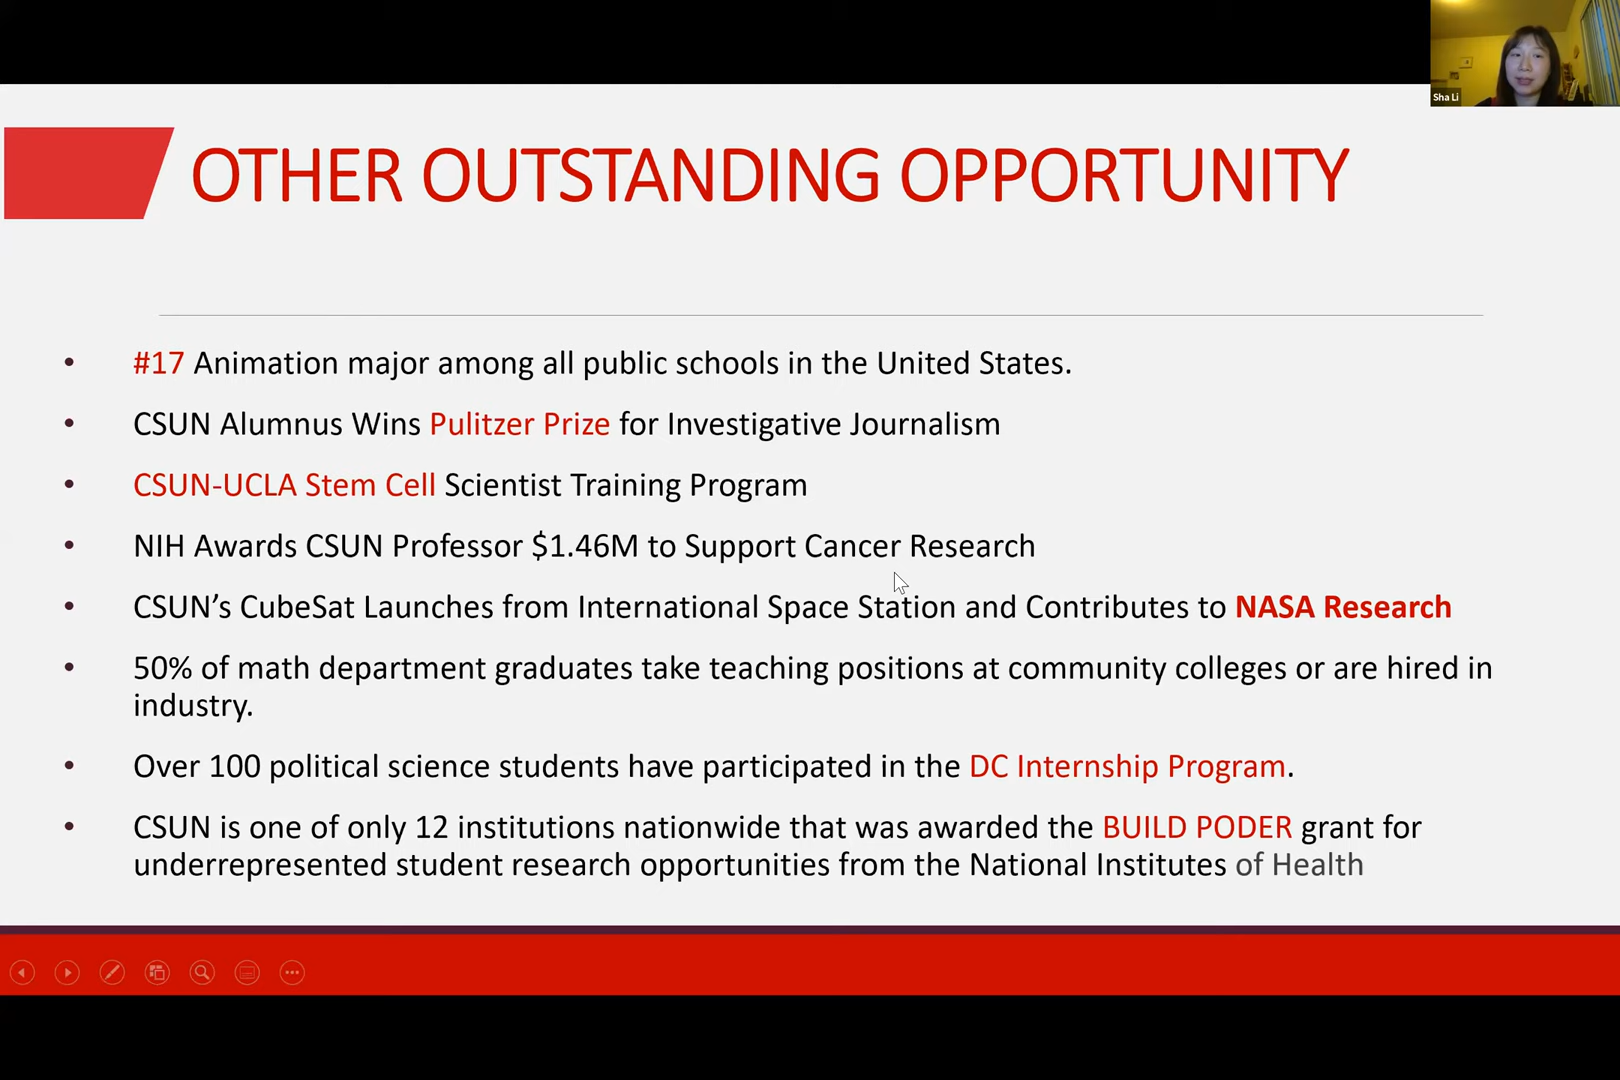 Sha Li
OTHER OUTSTANDING OPPORTUNITY
• #17 Animation major among all public schools in the United States.
• CSUN Alumnus Wins Pulitzer Prize for Investigative Journalism
• CSUN-UCLA Stem Cell Scientist Training Program
• NIH Awards CSUN Professor $1.46M to Support Cancer Research
• CSUN’s CubeSat Launches from International Space Station and Contributes to NASA Research
• 50% of math department graduates take teaching positions at community colleges or are hired in
industry.
• Over 100 political science students have participated in the DC Internship Program.
• CSUN is one of only 12 institutions nationwide that was awarded the BUILD PODER grant for
underrepresented student research opportunities from the National Institutes of Health